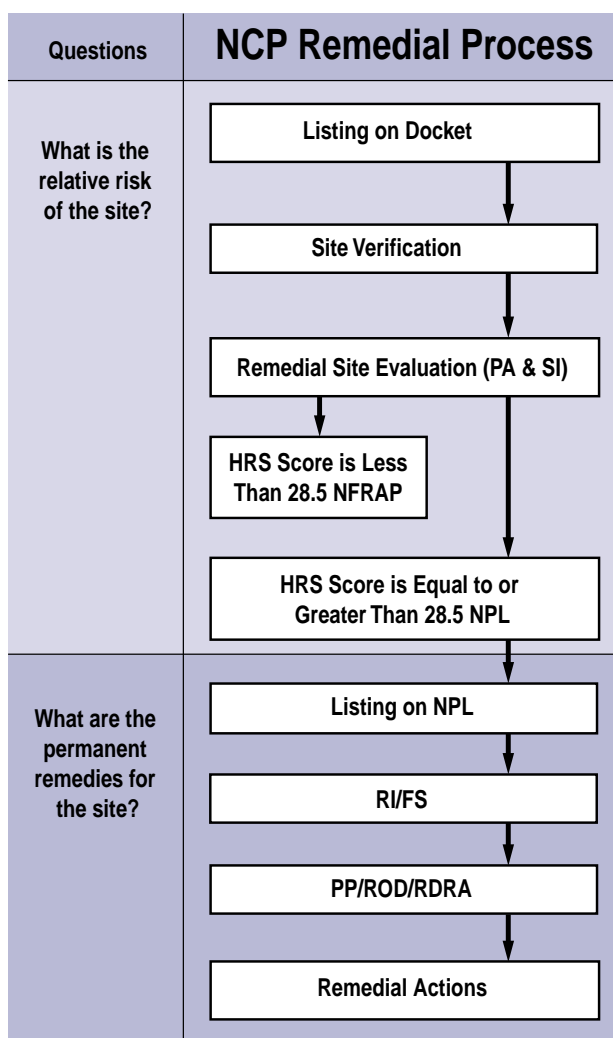 Questions
NCP Remedial Process
What is the
relative risk
of the site?
Listing on Docket
Site Verification
Remedial Site Evaluation (PA & SI)
HRS Score is Less
Than 28.5 NFRAP
HRS Score is Equal to or
Greater Than 28.5 NPL
What are the
permanent
remedies for
the site?
Listing on NPL
RI/FS
PP/ROD/RDRA
Remedial Actions